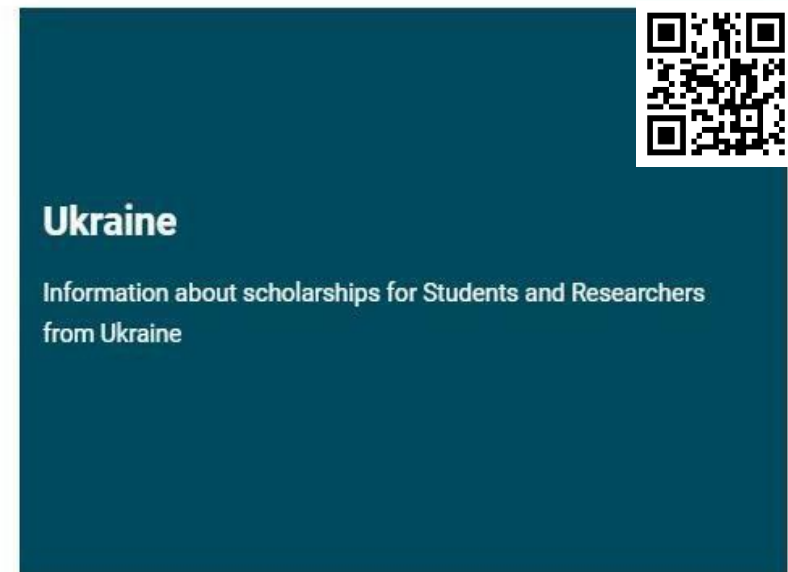 Ukraine
Information about scholarships for Students and Researchers
from Ukraine